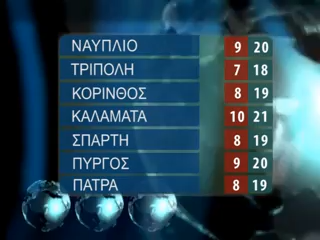 ΝΑΥΠΛΙΟ 9 20
ΤΡΙΠΟΛΗ 7 18
ΚΟΡΙΝΘΟΣ 8 19
ΚΑΛΑΜΑΤΑ 10 21
ΣΠΑΡΤΗ 8 19
ΠΥΡΓΟΣ 9 20
ΠΑΤΡΑ 8 19